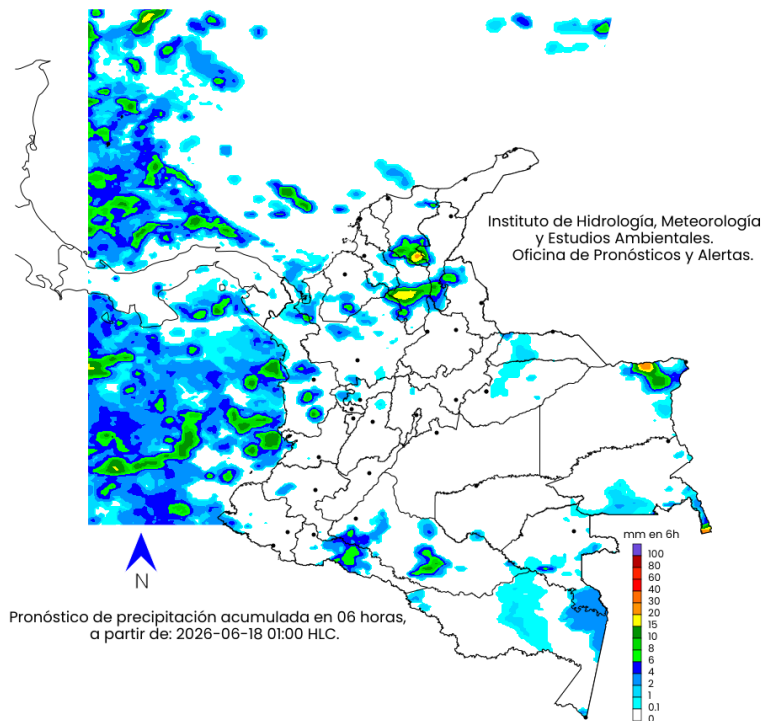 Instituto de Hidrología, Meteorología
y Estudios Ambientales.
Oficina de Pronósticos y Alertas.
mm en 6h
100
80
60
40
30
20
15
10
8
6
4
2
1
0.1
0
N
Pronóstico de precipitación acumulada en 06 horas,
a partir de: 2026-06-18 01:00 HLC.